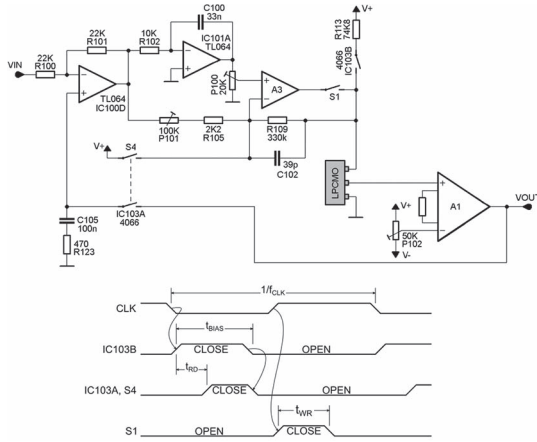 C100
33n
V+
22K
R101
10K
R102
IC101A
TL064
R113
74K8
4066
IC103B
VIN
22K
R100
P100
20K
A3
S1
TL064
IC100D
100K
P101
2K2
R105
R109
330k
S4
V+
39p
C102
LPCMO
IC103A
4066
C105
100n
470
R123
V+
50K
P102
V-
A1
VOUT
1/fCLK
CLK
tBIAS
IC103B
CLOSE
OPEN
tRD
IC103A, S4
CLOSE
OPEN
tWR
S1
OPEN
CLOSE